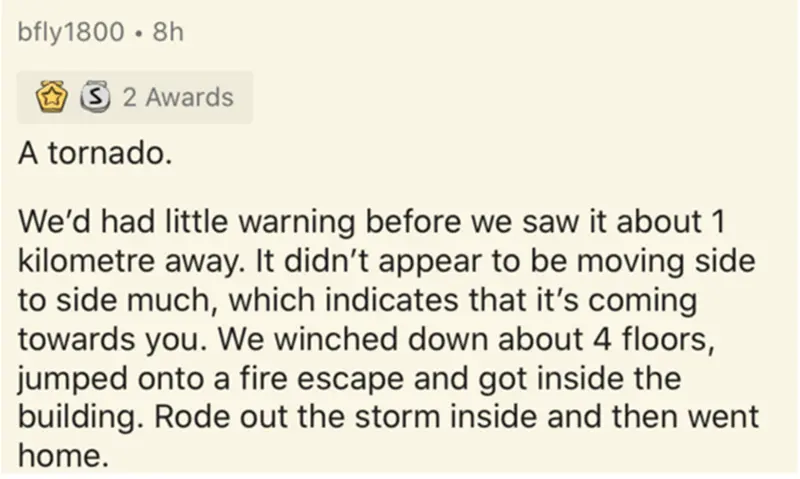 bfly1800 • 8h
S 2 Awards
A tornado.
We’d had little warning before we saw it about 1
kilometre away. It didn’t appear to be moving side
to side much, which indicates that it’s coming
towards you. We winched down about 4 floors,
jumped onto a fire escape and got inside the
building. Rode out the storm inside and then went
home.